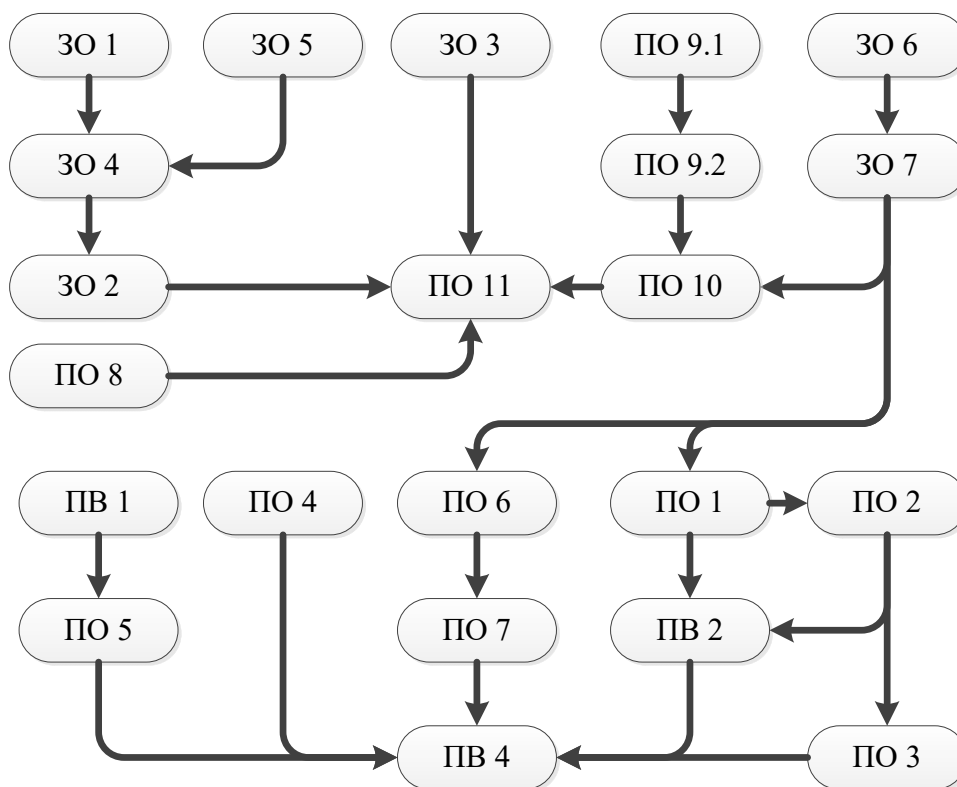 ЗО 1
ЗО 5
ЗО 3
ПО 9.1
ЗО 6
ЗО 4
ПО 9.2
ЗО 7
ЗО 2
ПО 11
ПО 10
ПО 8
ПВ 1
ПО 4
ПО 6
ПО 1
ПО 2
ПО 5
ПО 7
ПВ 2
ПВ 4
ПО 3